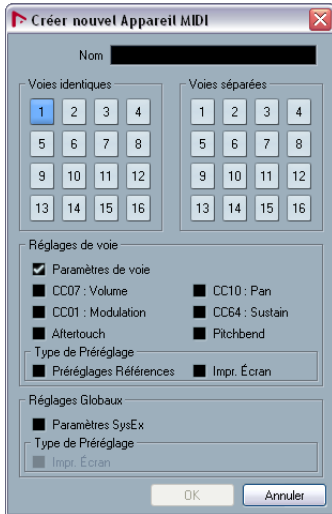 Créer nouvel Appareil MIDI
Nom
Voies identiques
Voies séparées
1 2 3 4 1 2 3 4
5 6 7 8 5 6 7 8
9 10 11 12 9 10 11 12
13 14 15 16 13 14 15 16
Réglages de voie
Paramètres de voie
CC07 : Volume CC10 : Pan
CC01 : Modulation CC64 : Sustain
Aftertouch Pitchbend
Type de Préréglage
Préréglages Références Impr. Écran
Réglages Globaux
Paramètres SysEx
Type de Préréglage
Impr. Écran
OK Annuler